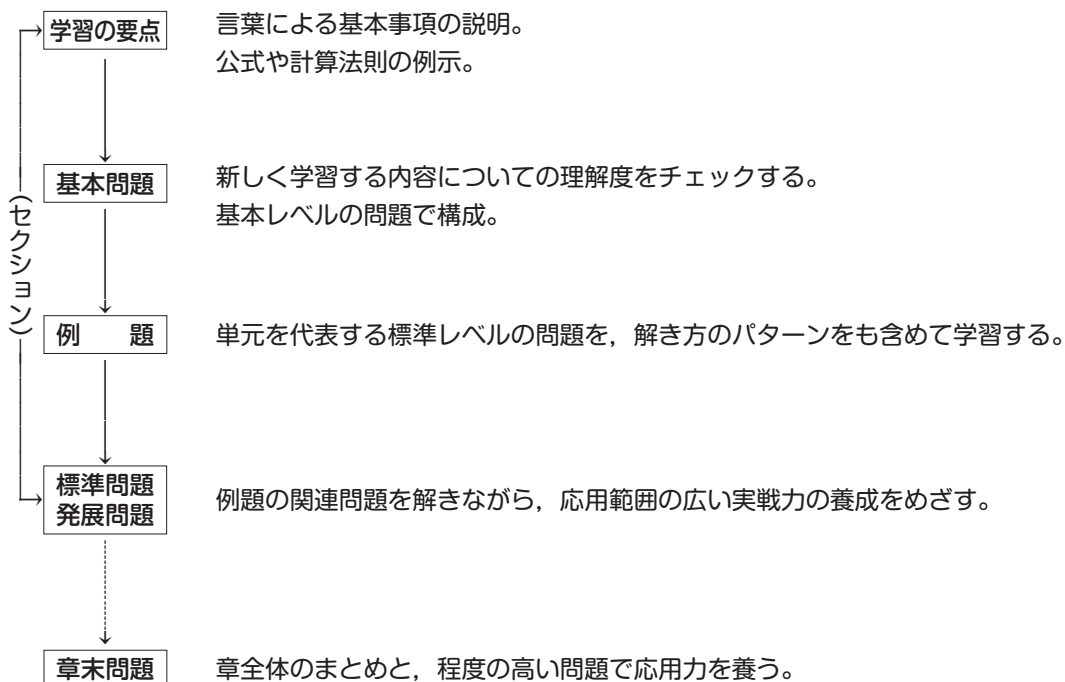 学習の要点
言葉による基本事項の説明。
公式や計算法則の例示。
基本問題
新しく学習する内容についての理解度をチェックする。
基本レベルの問題で構成。
(セクション)
例 題
単元を代表する標準レベルの問題を,解き方のパターンをも含めて学習する。
標準問題
発展問題
例題の関連問題を解きながら,応用範囲の広い実戦力の養成をめざす。
章末問題
章全体のまとめと,程度の高い問題で応用力を養う。